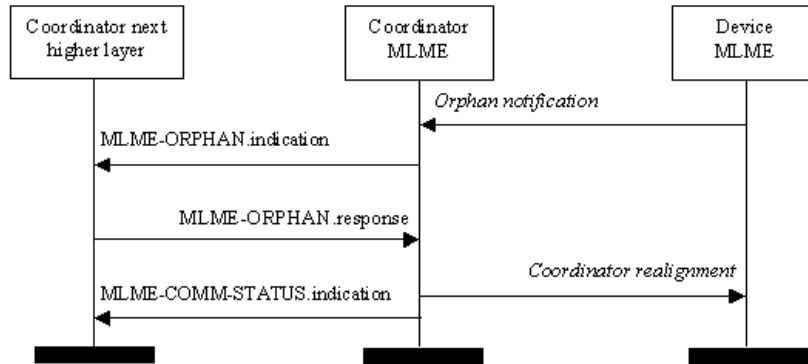 Coordinator next
higher layer
Coordinator
MLME
Device
MLME
Orphan notification
MLME-ORPHAN.indication
MLME-ORPHAN.response
Coordinator realignment
MLME-COMM-STATUS.indication